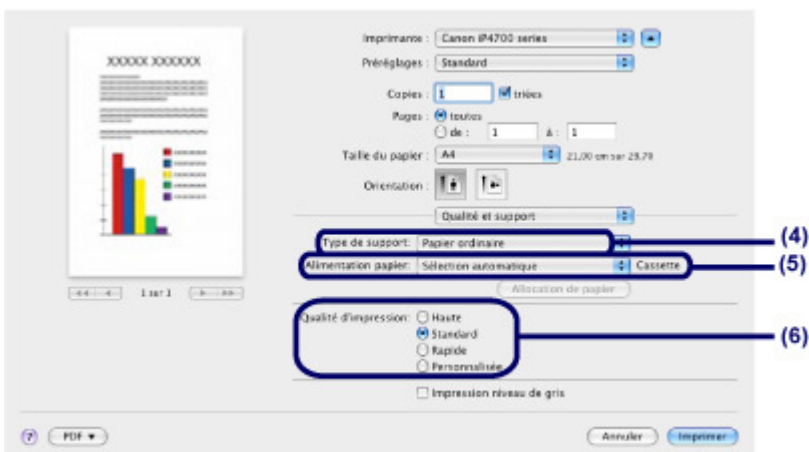 XXXXX XXXXXX
Imprimante : Canon iP4700 series
Préréglages : Standard
Copies : 1 triées
Pages : toutes
de : 1 à : 1
Taille du papier : A4 21,00 cm sur 29,70
Orientation :
Qualité et support
Type de support: Papier ordinaire (4)
Alimentation papier: Sélection automatique Cassette (5)
1 sur 1
Allocation de papier
Qualité d'impression: Haute
Standard (6)
Rapide
Personnalisée
Impression niveau de gris
? PDF ▼ Annuler Imprimer